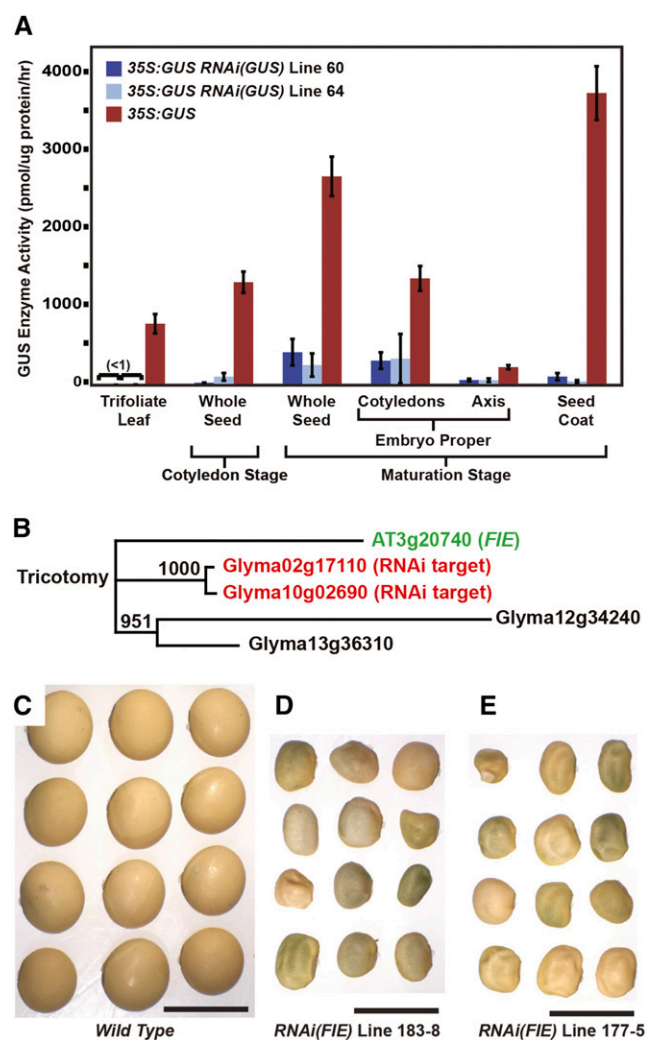 A
GUS Enzyme Activity (pmol/ug protein/hr)
4000
3000
2000
1000
0
35S:GUS RNAi(GUS) Line 60
35S:GUS RNAi(GUS) Line 64
35S:GUS
(<1)
Trifoliate Leaf
Whole Seed
Whole Seed
Cotyledons
Axis
Seed Coat
Embryo Proper
Cotyledon Stage
Maturation Stage
B
Tricotomy
AT3g20740 (FIE)
1000
Glyma02g17110 (RNAi target)
Glyma10g02690 (RNAi target)
951
Glyma12g34240
Glyma13g36310
C
Wild Type
D
RNAi(FIE) Line 183-8
E
RNAi(FIE) Line 177-5